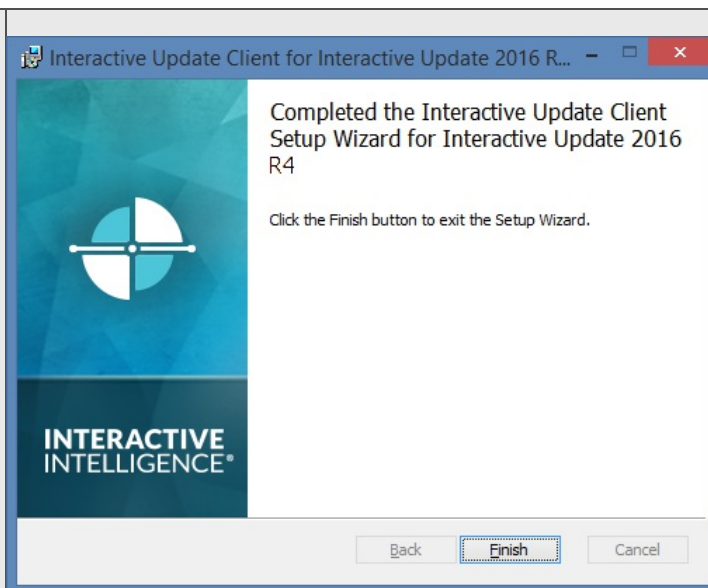 Interactive Update Client for Interactive Update 2016 R...
Completed the Interactive Update Client
Setup Wizard for Interactive Update 2016
R4
Click the Finish button to exit the Setup Wizard.
INTERACTIVE
INTELLIGENCE®
Back Finish Cancel